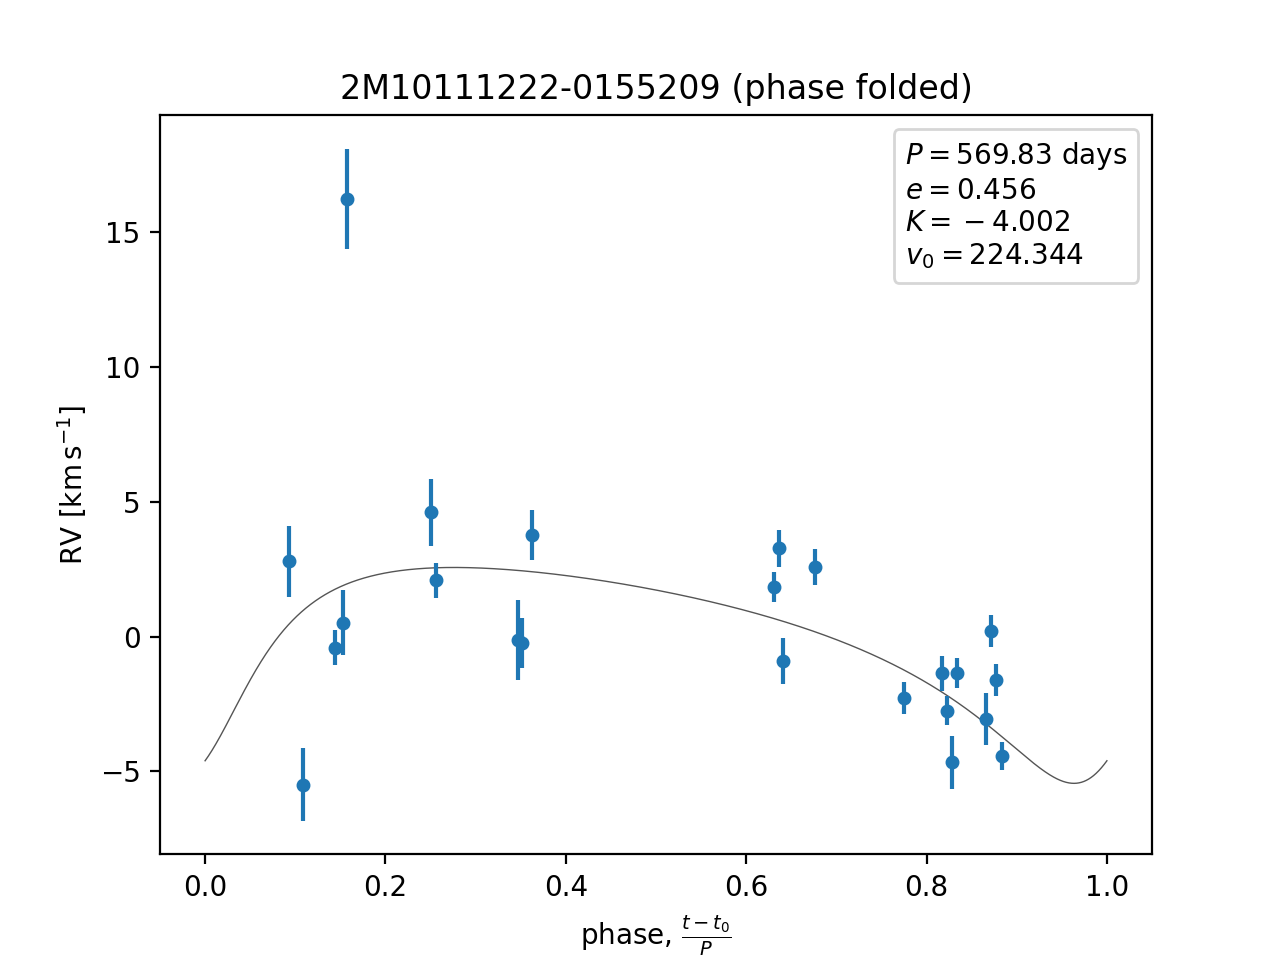 2M10111222-0155209 (phase folded)
P = 569.83 days
e = 0.456
K = −4.002
v₀ = 224.344
RV [km s⁻¹]
15
10
5
0
−5
0.0 0.2 0.4 0.6 0.8 1.0
phase, (t − t₀)/P